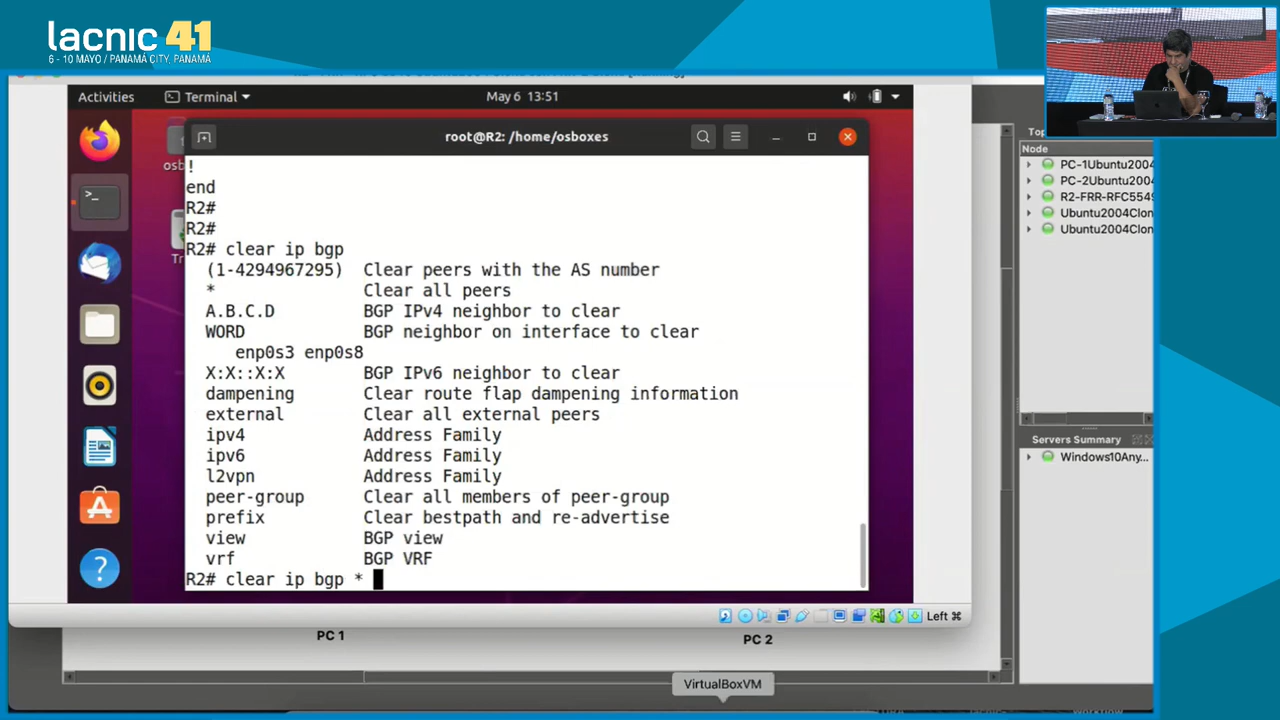 lacnic 41
6 - 10 MAYO / PANAMÁ CITY, PANAMÁ
Activities
Terminal
May 6 13:51
root@R2: /home/osboxes
!
end
R2#
R2#
R2# clear ip bgp
(1-4294967295) Clear peers with the AS number
* Clear all peers
A.B.C.D BGP IPv4 neighbor to clear
WORD BGP neighbor on interface to clear
enp0s3 enp0s8
X:X::X:X BGP IPv6 neighbor to clear
dampening Clear route flap dampening information
external Clear all external peers
ipv4 Address Family
ipv6 Address Family
l2vpn Address Family
peer-group Clear all members of peer-group
prefix Clear bestpath and re-advertise
view BGP view
vrf BGP VRF
R2# clear ip bgp *
Left ⌘
PC 1
PC 2
VirtualBoxVM
Node
PC-1Ubuntu2004
PC-2Ubuntu2004
R2-FRR-RFC5549
Ubuntu2004Clon
Ubuntu2004Clon
Servers Summary
Windows10Any...